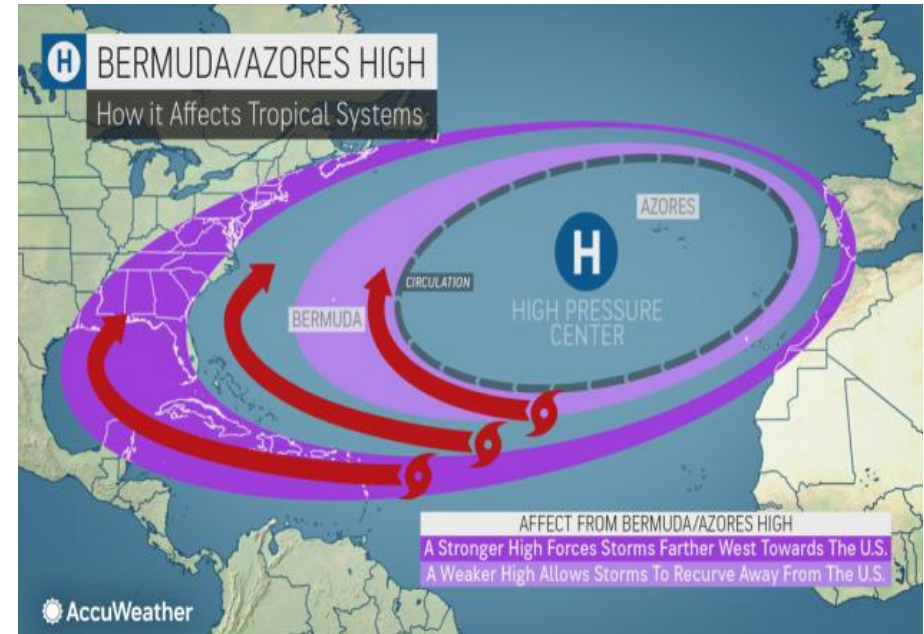 H
BERMUDA/AZORES HIGH
How it Affects Tropical Systems
AZORES
H
CIRCULATION
HIGH PRESSURE
CENTER
BERMUDA
AFFECT FROM BERMUDA/AZORES HIGH
A Stronger High Forces Storms Farther West Towards The U.S.
A Weaker High Allows Storms To Recurve Away From The U.S.
AccuWeather